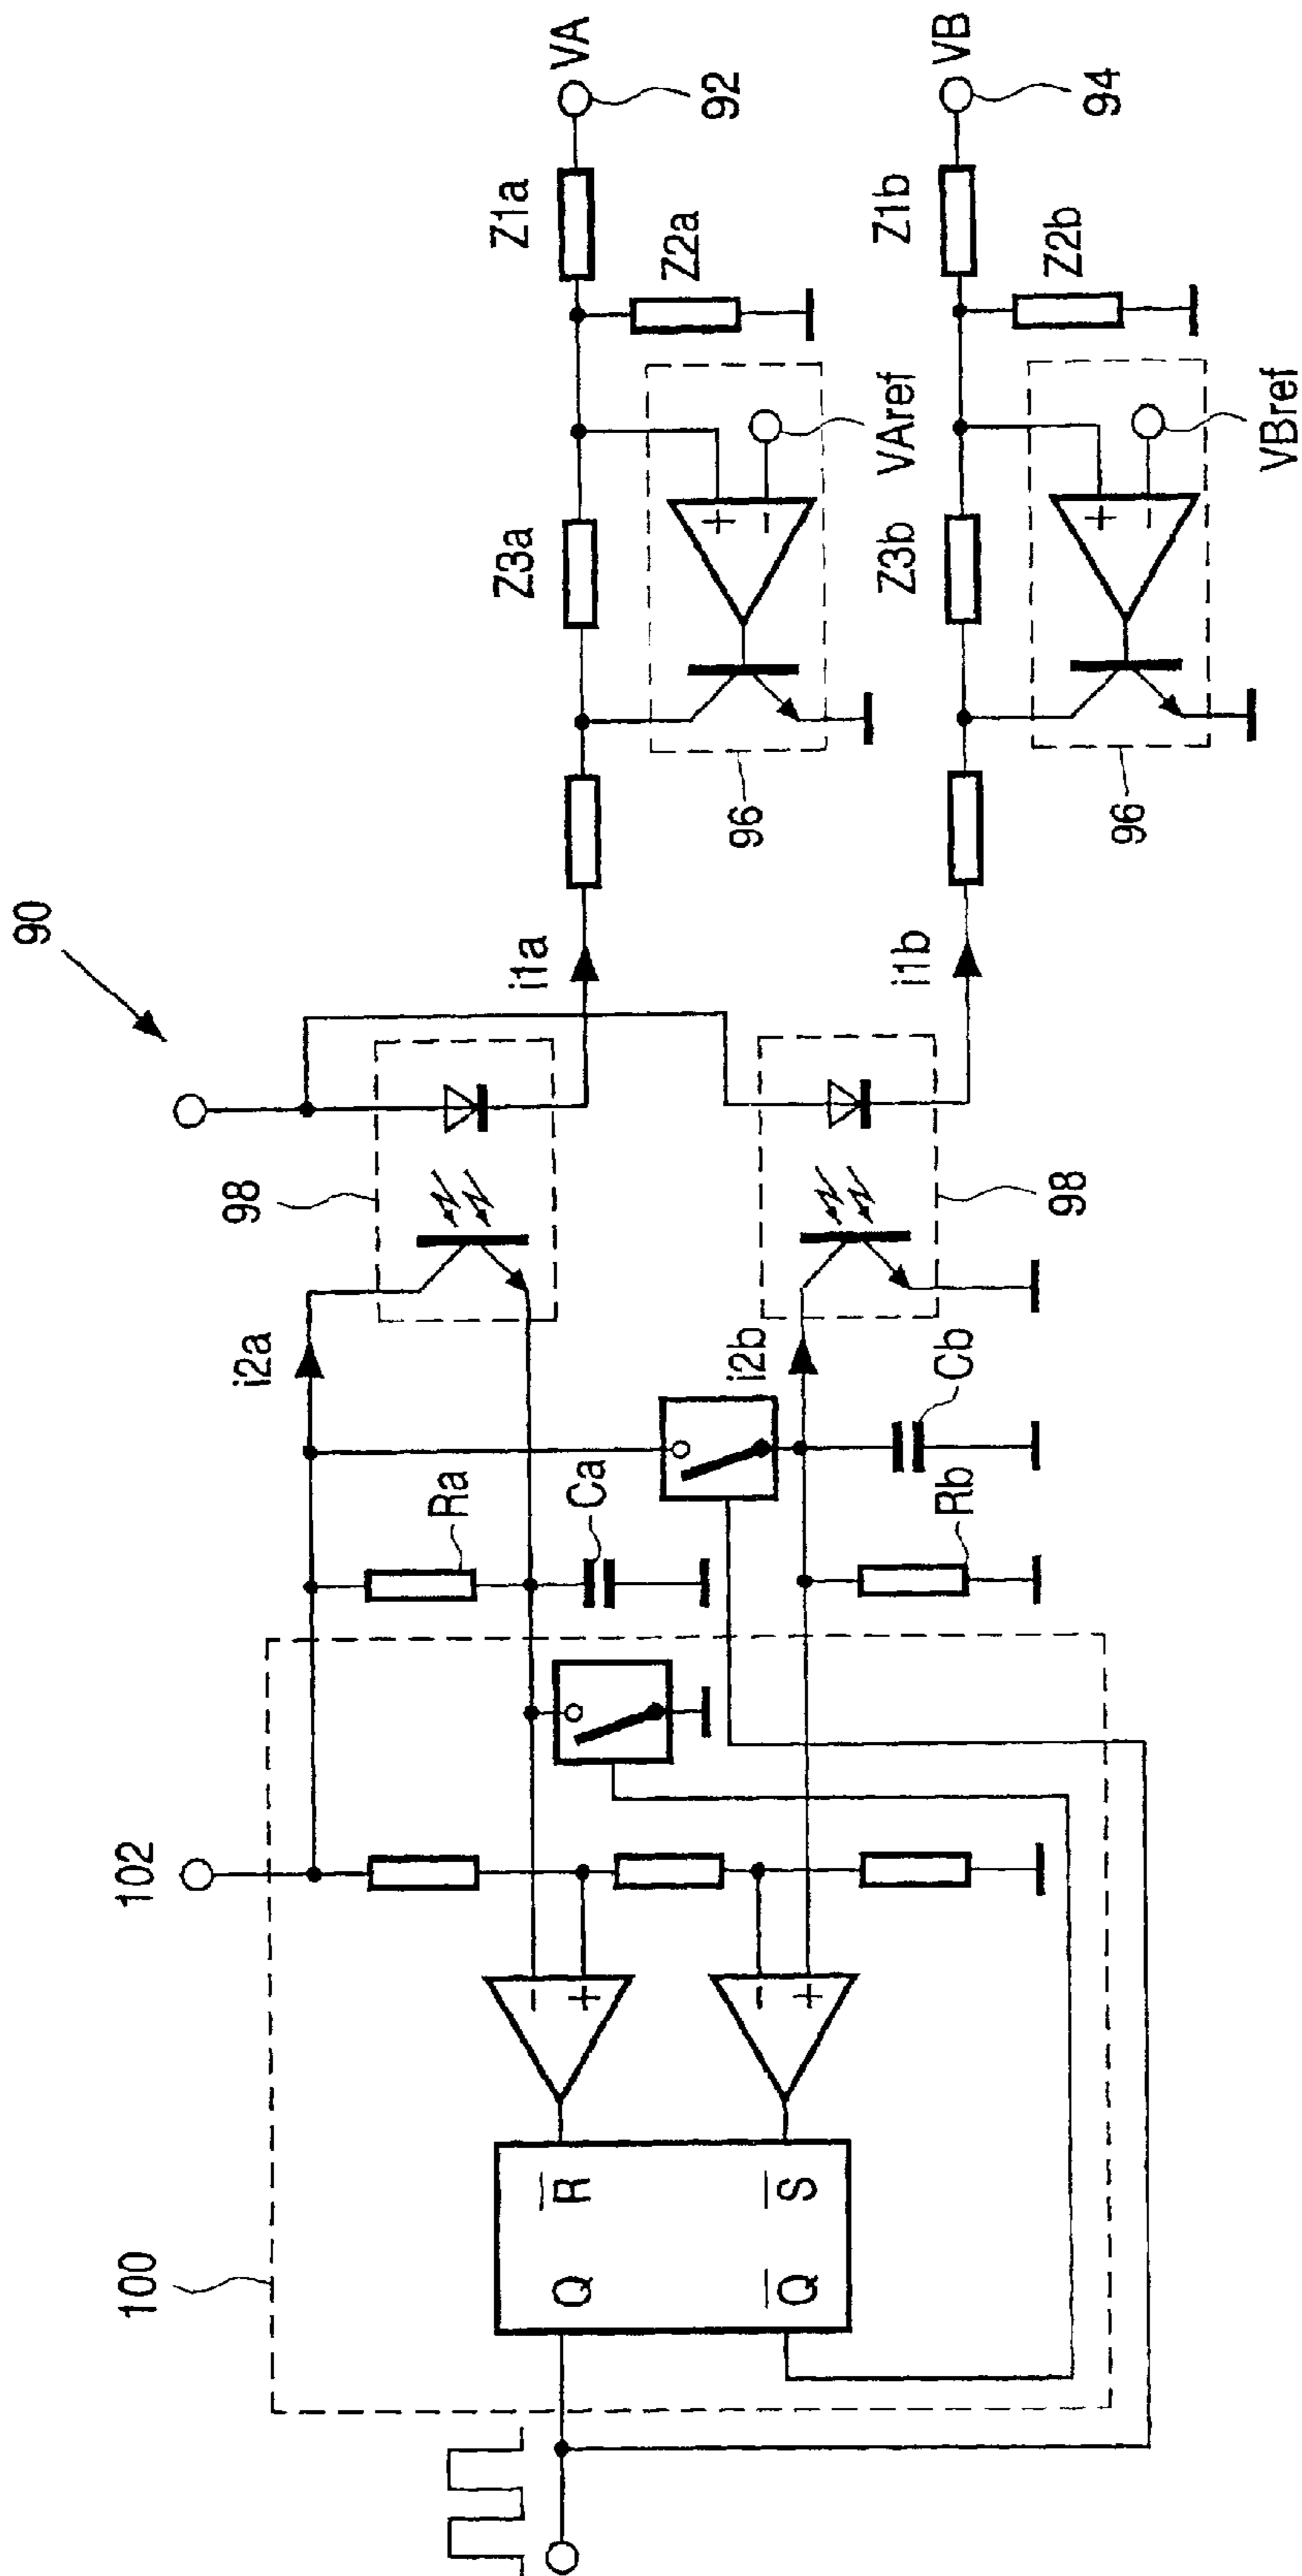 90
100
102
Q
R
Q
S
+
−
+
−
Ra
Ca
i2a
i2b
Cb
Rb
98
98
i1a
i1b
Z3a
Z1a
VA
92
Z2a
+
−
VAref
96
Z3b
Z1b
VB
94
Z2b
+
−
VBref
96